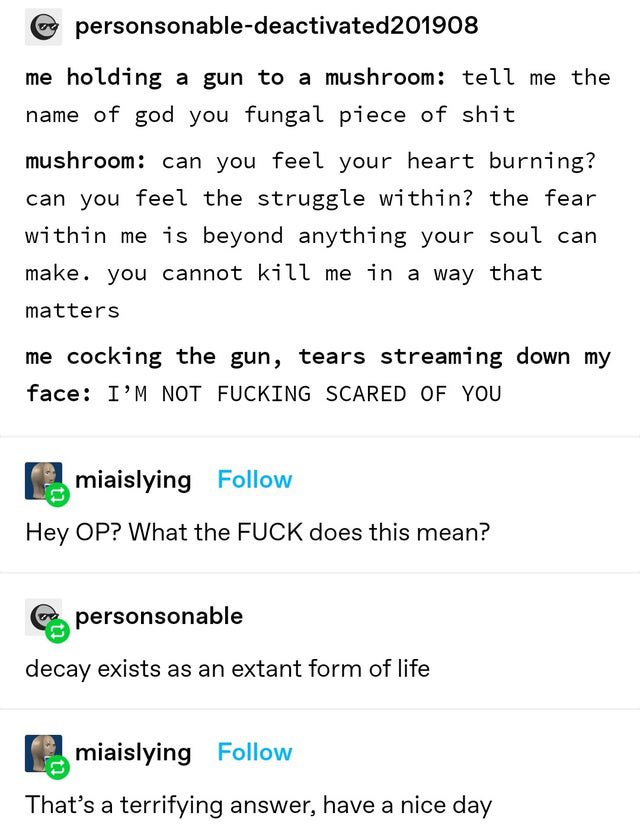 personsonable-deactivated201908
me holding a gun to a mushroom: tell me the
name of god you fungal piece of shit
mushroom: can you feel your heart burning?
can you feel the struggle within? the fear
within me is beyond anything your soul can
make. you cannot kill me in a way that
matters
me cocking the gun, tears streaming down my
face: I’M NOT FUCKING SCARED OF YOU
miaislying Follow
Hey OP? What the FUCK does this mean?
personsonable
decay exists as an extant form of life
miaislying Follow
That’s a terrifying answer, have a nice day